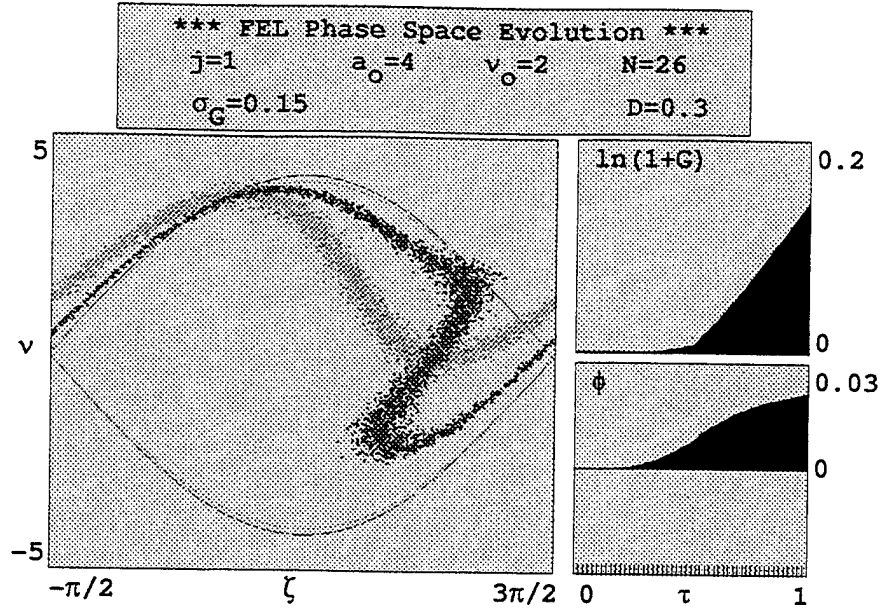 *** FEL Phase Space Evolution ***
j=1 a₀=4 ν₀=2 N=26
σ_G=0.15 D=0.3
5
ν
-5
-π/2 ζ 3π/2
ln(1+G)
0.2
0
φ
0.03
0
0 τ 1